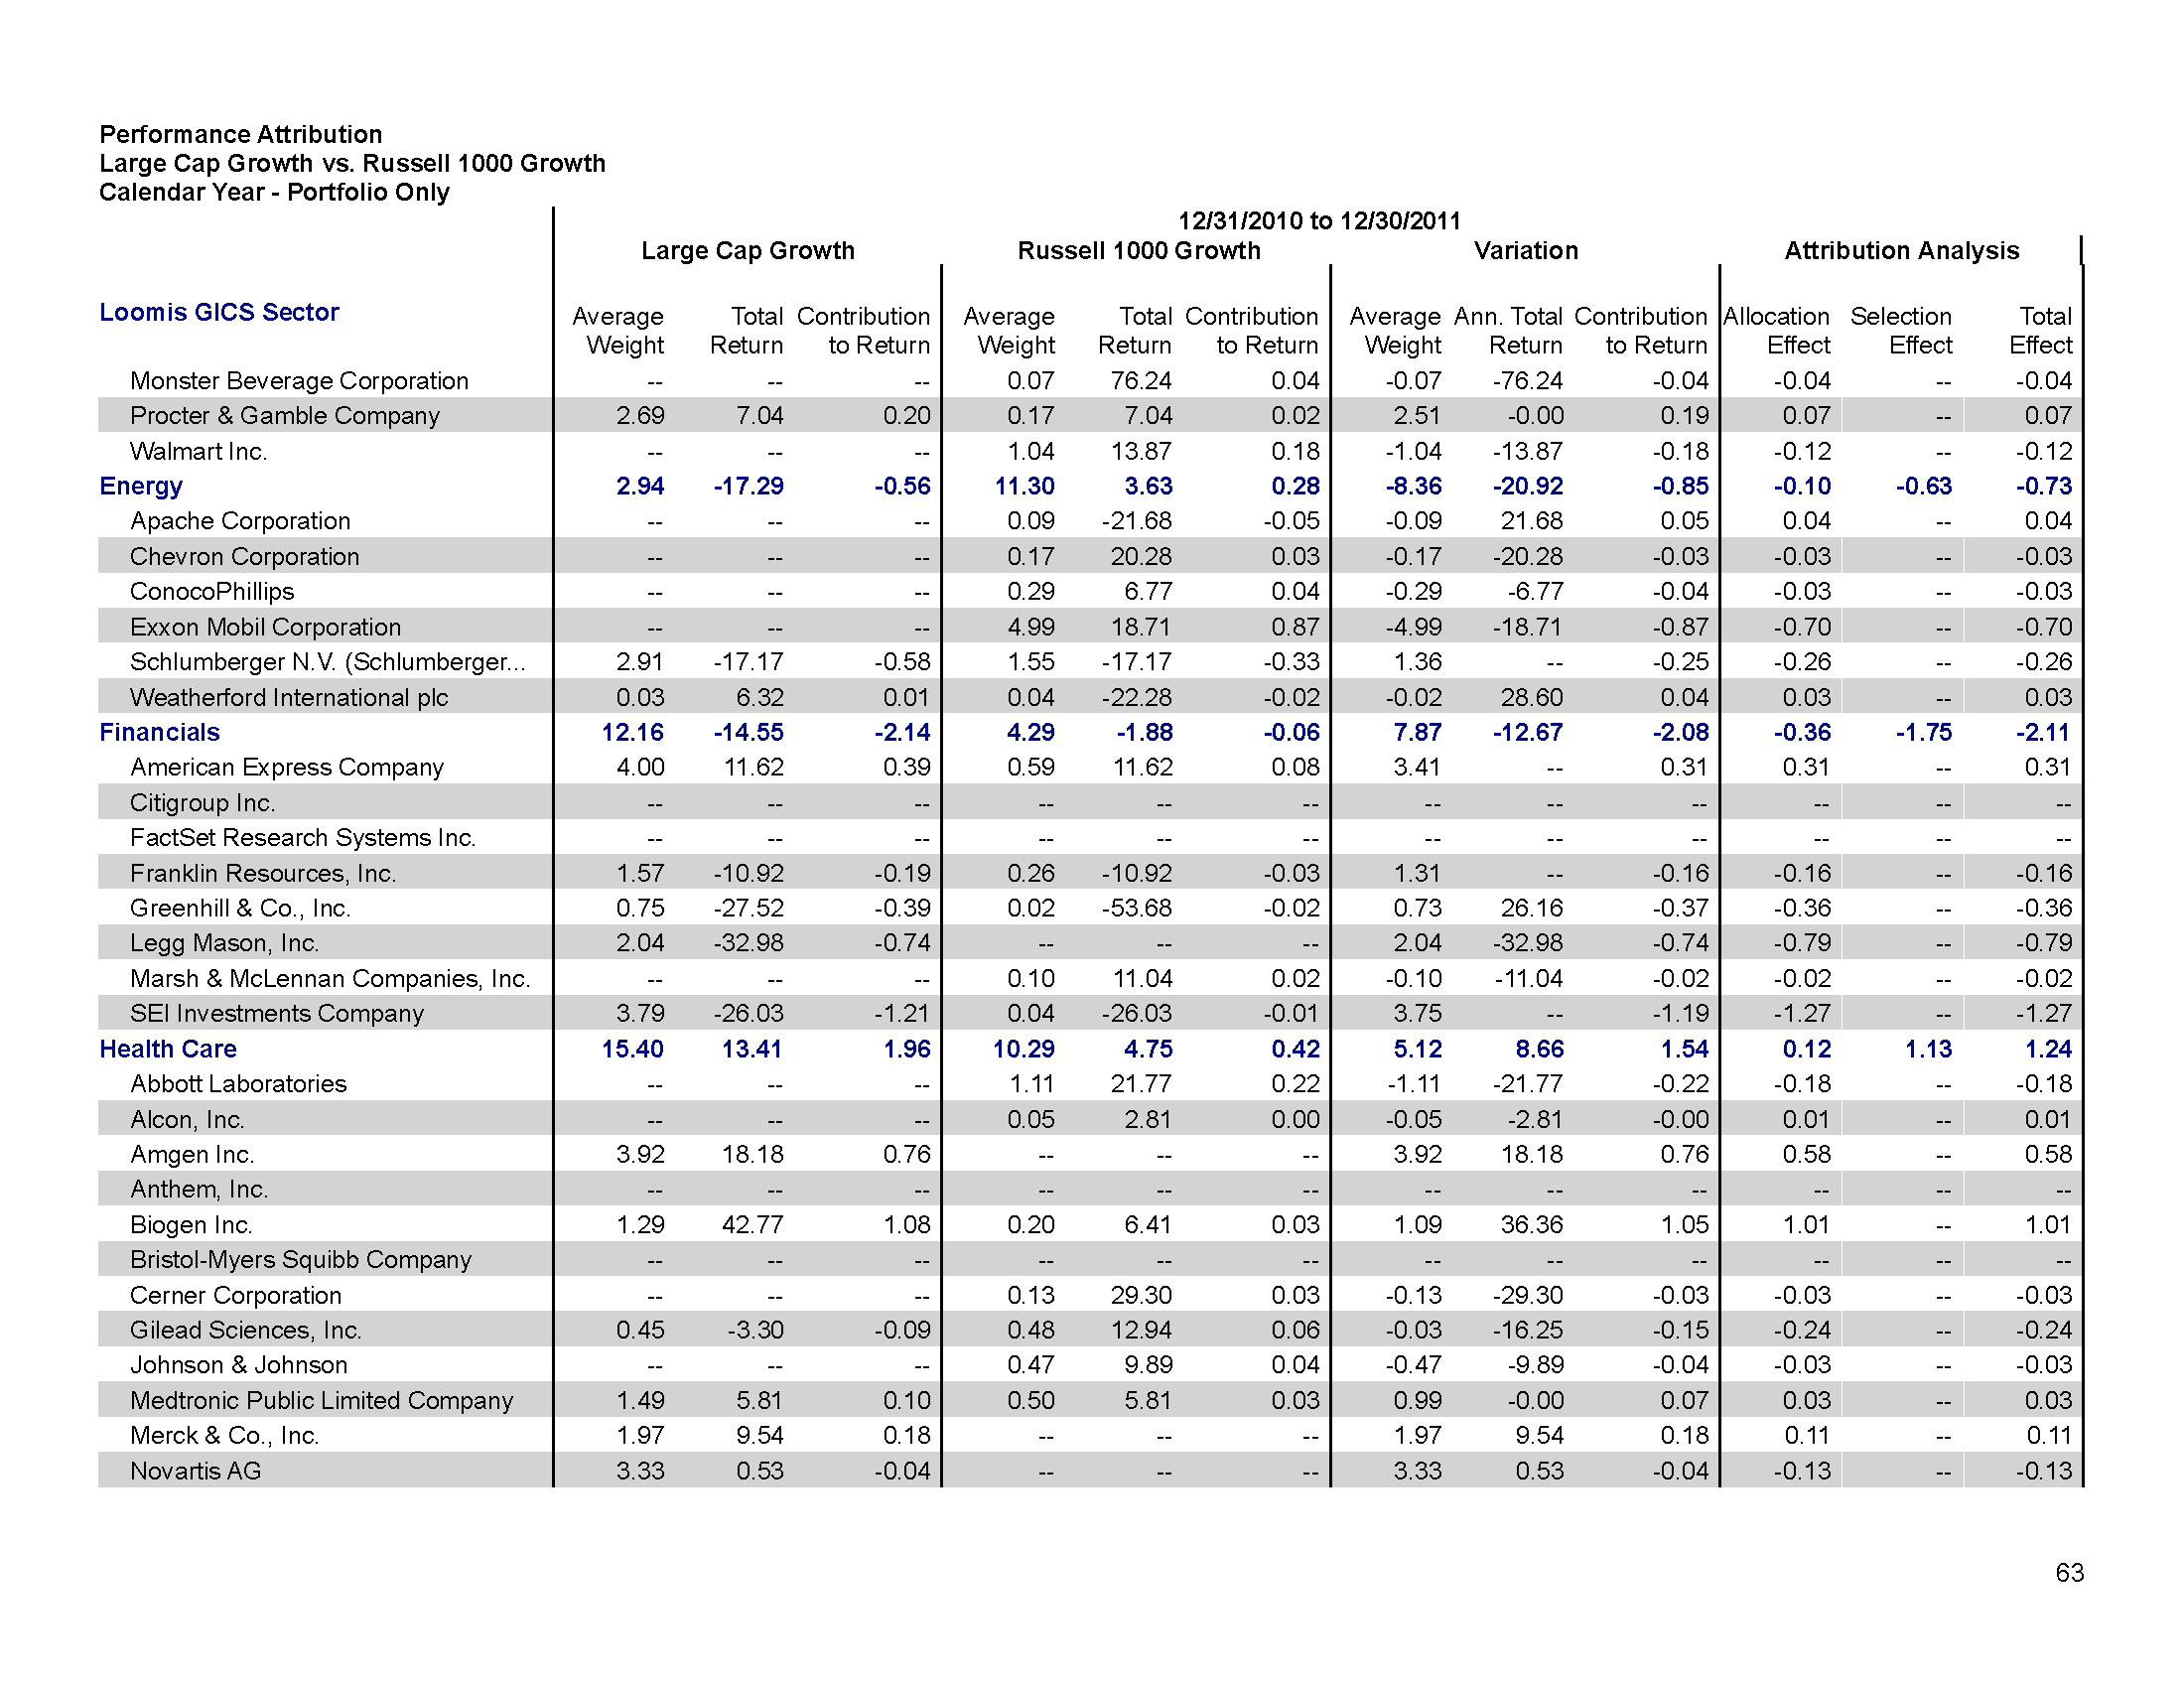 Performance Attribution
Large Cap Growth vs. Russell 1000 Growth
Calendar Year - Portfolio Only
12/31/2010 to 12/30/2011
Large Cap Growth Russell 1000 Growth Variation Attribution Analysis
Loomis GICS Sector Average Total Contribution Average Total Contribution Average Ann. Total Contribution Allocation Selection Total
Weight Return to Return Weight Return to Return Weight Return to Return Effect Effect Effect
Monster Beverage Corporation -- -- -- 0.07 76.24 0.04 -0.07 -76.24 -0.04 -0.04 -- -0.04
Procter & Gamble Company 2.69 7.04 0.20 0.17 7.04 0.02 2.51 -0.00 0.19 0.07 -- 0.07
Walmart Inc. -- -- -- 1.04 13.87 0.18 -1.04 -13.87 -0.18 -0.12 -- -0.12
Energy 2.94 -17.29 -0.56 11.30 3.63 0.28 -8.36 -20.92 -0.85 -0.10 -0.63 -0.73
Apache Corporation -- -- -- 0.09 -21.68 -0.05 -0.09 21.68 0.05 0.04 -- 0.04
Chevron Corporation -- -- -- 0.17 20.28 0.03 -0.17 -20.28 -0.03 -0.03 -- -0.03
ConocoPhillips -- -- -- 0.29 6.77 0.04 -0.29 -6.77 -0.04 -0.03 -- -0.03
Exxon Mobil Corporation -- -- -- 4.99 18.71 0.87 -4.99 -18.71 -0.87 -0.70 -- -0.70
Schlumberger N.V. (Schlumberger... 2.91 -17.17 -0.58 1.55 -17.17 -0.33 1.36 -- -0.25 -0.26 -- -0.26
Weatherford International plc 0.03 6.32 0.01 0.04 -22.28 -0.02 -0.02 28.60 0.04 0.03 -- 0.03
Financials 12.16 -14.55 -2.14 4.29 -1.88 -0.06 7.87 -12.67 -2.08 -0.36 -1.75 -2.11
American Express Company 4.00 11.62 0.39 0.59 11.62 0.08 3.41 -- 0.31 0.31 -- 0.31
Citigroup Inc. -- -- -- -- -- -- -- -- -- -- -- --
FactSet Research Systems Inc. -- -- -- -- -- -- -- -- -- -- -- --
Franklin Resources, Inc. 1.57 -10.92 -0.19 0.26 -10.92 -0.03 1.31 -- -0.16 -0.16 -- -0.16
Greenhill & Co., Inc. 0.75 -27.52 -0.39 0.02 -53.68 -0.02 0.73 26.16 -0.37 -0.36 -- -0.36
Legg Mason, Inc. 2.04 -32.98 -0.74 -- -- -- 2.04 -32.98 -0.74 -0.79 -- -0.79
Marsh & McLennan Companies, Inc. -- -- -- 0.10 11.04 0.02 -0.10 -11.04 -0.02 -0.02 -- -0.02
SEI Investments Company 3.79 -26.03 -1.21 0.04 -26.03 -0.01 3.75 -- -1.19 -1.27 -- -1.27
Health Care 15.40 13.41 1.96 10.29 4.75 0.42 5.12 8.66 1.54 0.12 1.13 1.24
Abbott Laboratories -- -- -- 1.11 21.77 0.22 -1.11 -21.77 -0.22 -0.18 -- -0.18
Alcon, Inc. -- -- -- 0.05 2.81 0.00 -0.05 -2.81 -0.00 0.01 -- 0.01
Amgen Inc. 3.92 18.18 0.76 -- -- -- 3.92 18.18 0.76 0.58 -- 0.58
Anthem, Inc. -- -- -- -- -- -- -- -- -- -- -- --
Biogen Inc. 1.29 42.77 1.08 0.20 6.41 0.03 1.09 36.36 1.05 1.01 -- 1.01
Bristol-Myers Squibb Company -- -- -- -- -- -- -- -- -- -- -- --
Cerner Corporation -- -- -- 0.13 29.30 0.03 -0.13 -29.30 -0.03 -0.03 -- -0.03
Gilead Sciences, Inc. 0.45 -3.30 -0.09 0.48 12.94 0.06 -0.03 -16.25 -0.15 -0.24 -- -0.24
Johnson & Johnson -- -- -- 0.47 9.89 0.04 -0.47 -9.89 -0.04 -0.03 -- -0.03
Medtronic Public Limited Company 1.49 5.81 0.10 0.50 5.81 0.03 0.99 -0.00 0.07 0.03 -- 0.03
Merck & Co., Inc. 1.97 9.54 0.18 -- -- -- 1.97 9.54 0.18 0.11 -- 0.11
Novartis AG 3.33 0.53 -0.04 -- -- -- 3.33 0.53 -0.04 -0.13 -- -0.13
63